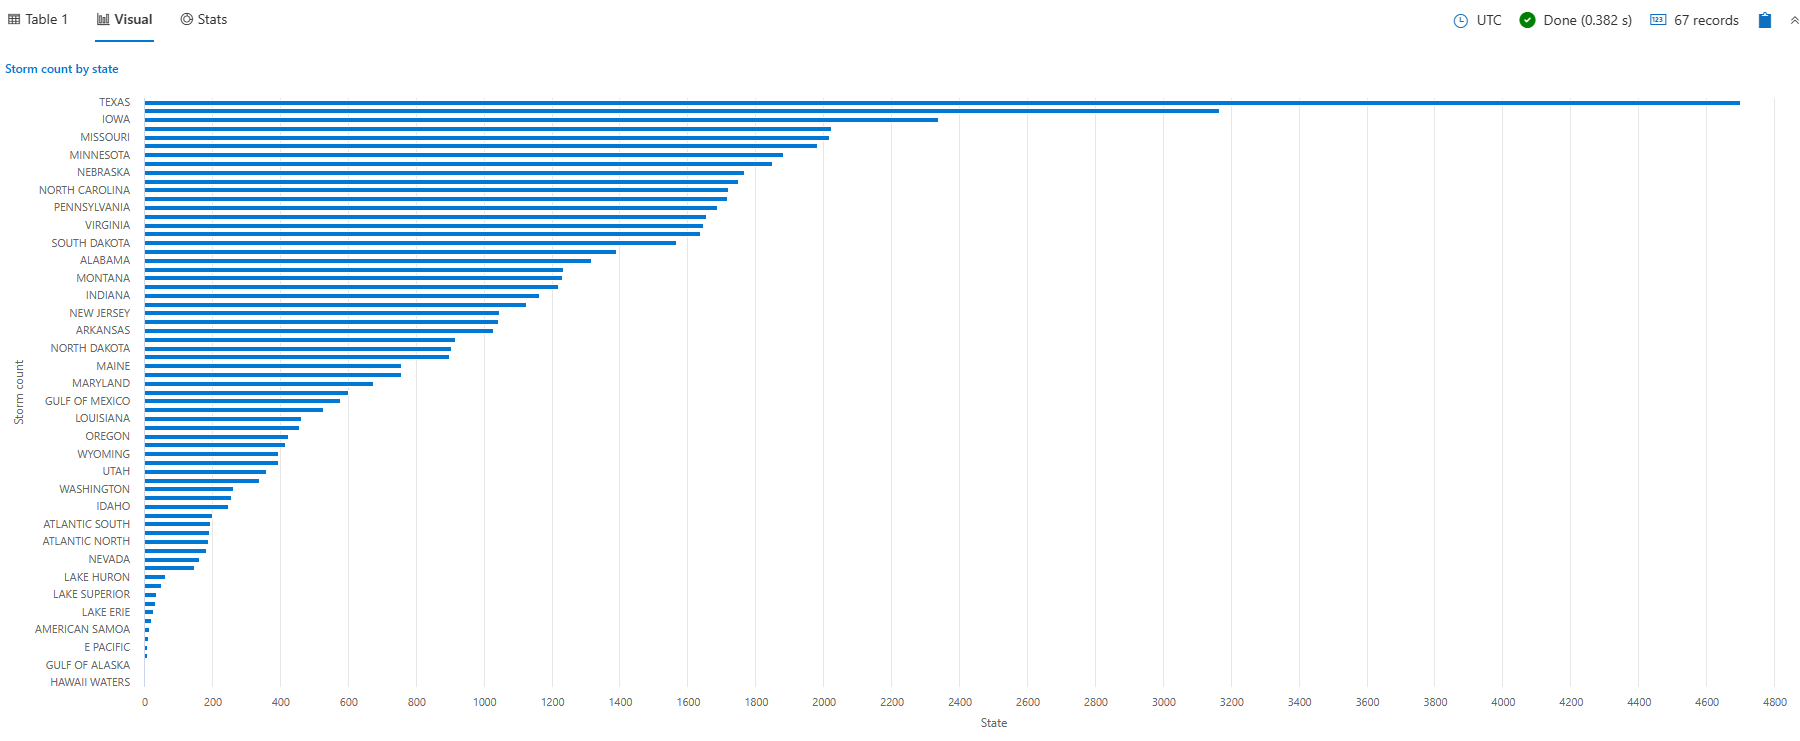 Table 1 Visual Stats UTC Done (0.382 s) 123 67 records
Storm count by state
TEXAS
IOWA
MISSOURI
MINNESOTA
NEBRASKA
NORTH CAROLINA
PENNSYLVANIA
VIRGINIA
SOUTH DAKOTA
ALABAMA
MONTANA
INDIANA
NEW JERSEY
ARKANSAS
NORTH DAKOTA
MAINE
MARYLAND
GULF OF MEXICO
LOUISIANA
OREGON
WYOMING
UTAH
WASHINGTON
IDAHO
ATLANTIC SOUTH
ATLANTIC NORTH
NEVADA
LAKE HURON
LAKE SUPERIOR
LAKE ERIE
AMERICAN SAMOA
E PACIFIC
GULF OF ALASKA
HAWAII WATERS
Storm count
0 200 400 600 800 1000 1200 1400 1600 1800 2000 2200 2400 2600 2800 3000 3200 3400 3600 3800 4000 4200 4400 4600 4800
State